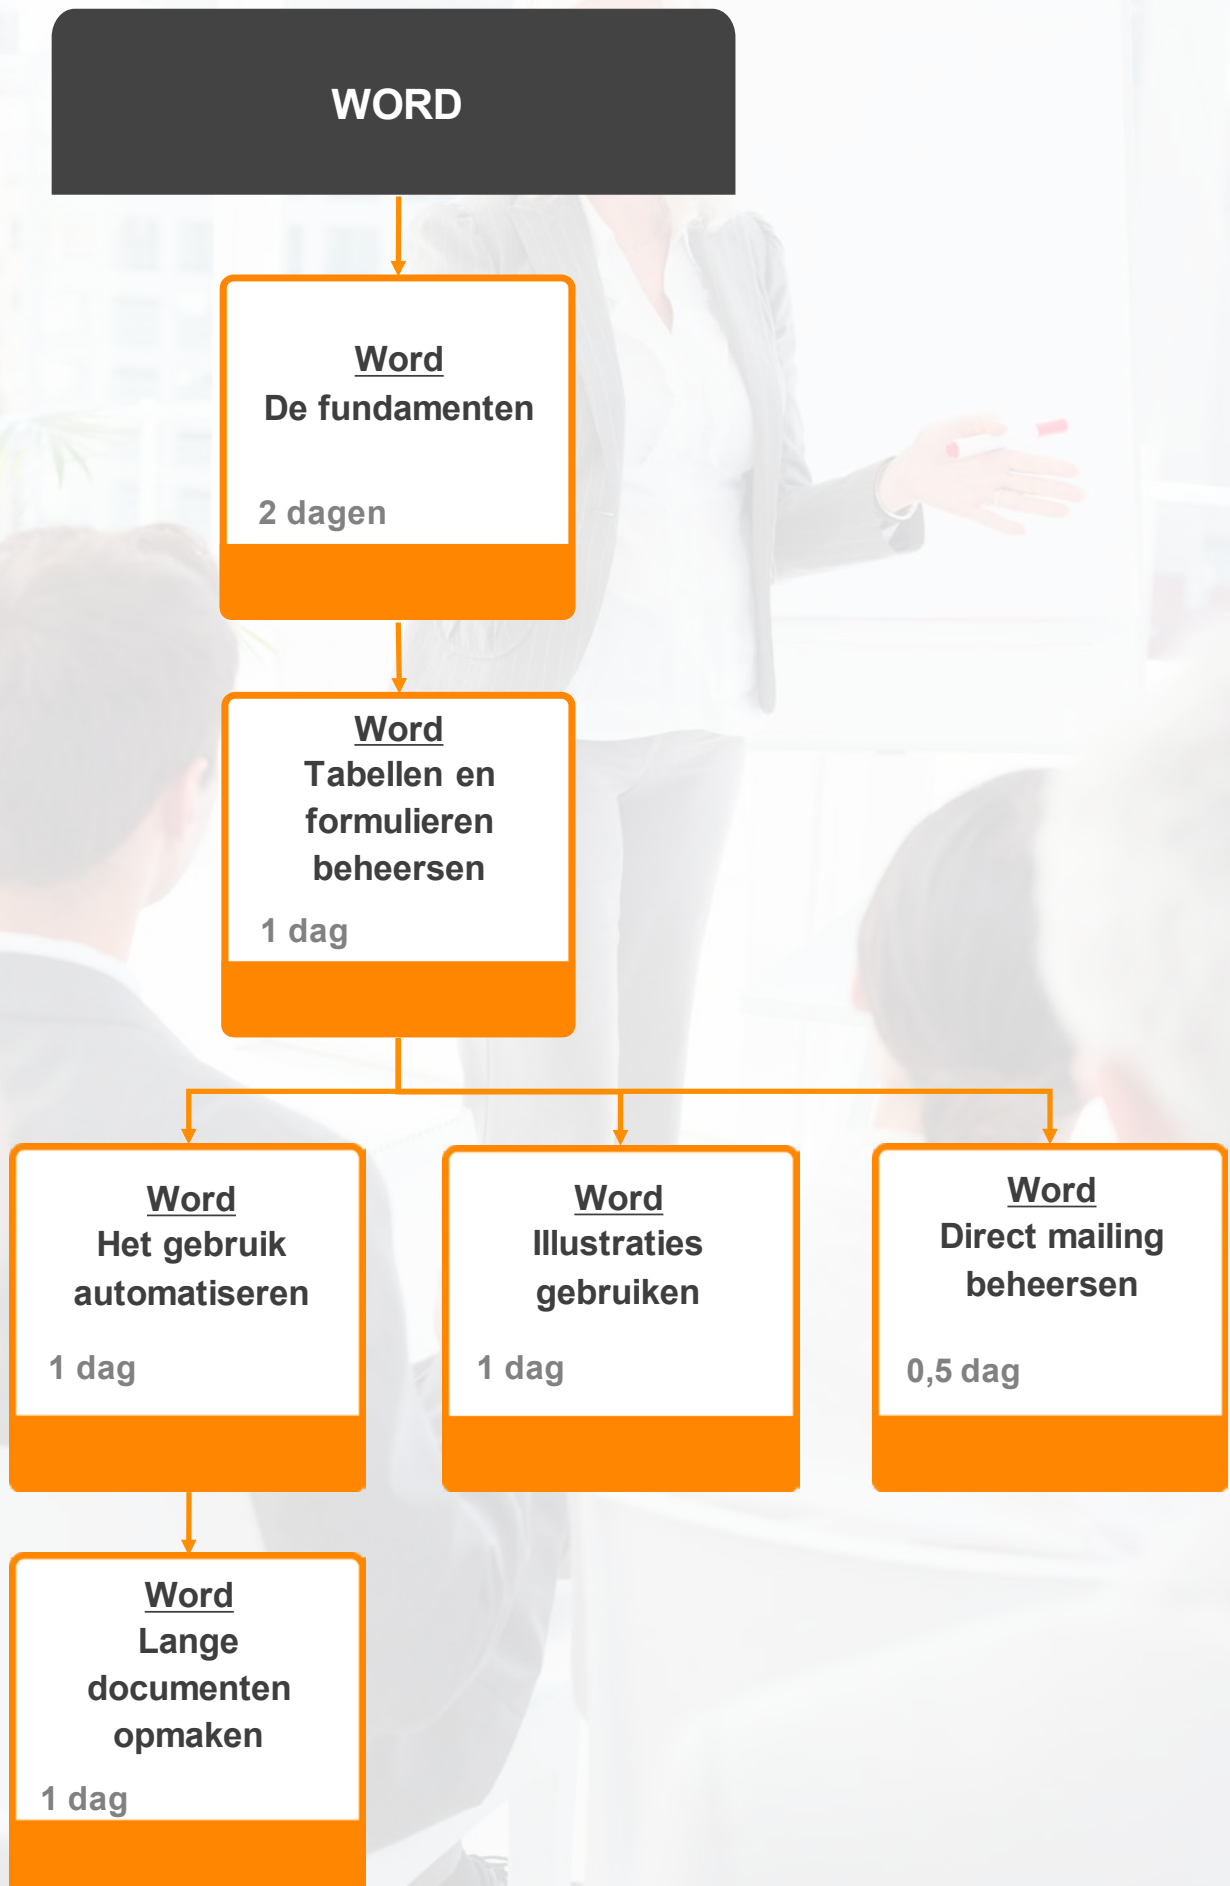 WORD
Word
De fundamenten
2 dagen
Word
Tabellen en
formulieren
beheersen
1 dag
Word
Het gebruik
automatiseren
1 dag
Word
Illustraties
gebruiken
1 dag
Word
Direct mailing
beheersen
0,5 dag
Word
Lange
documenten
opmaken
1 dag